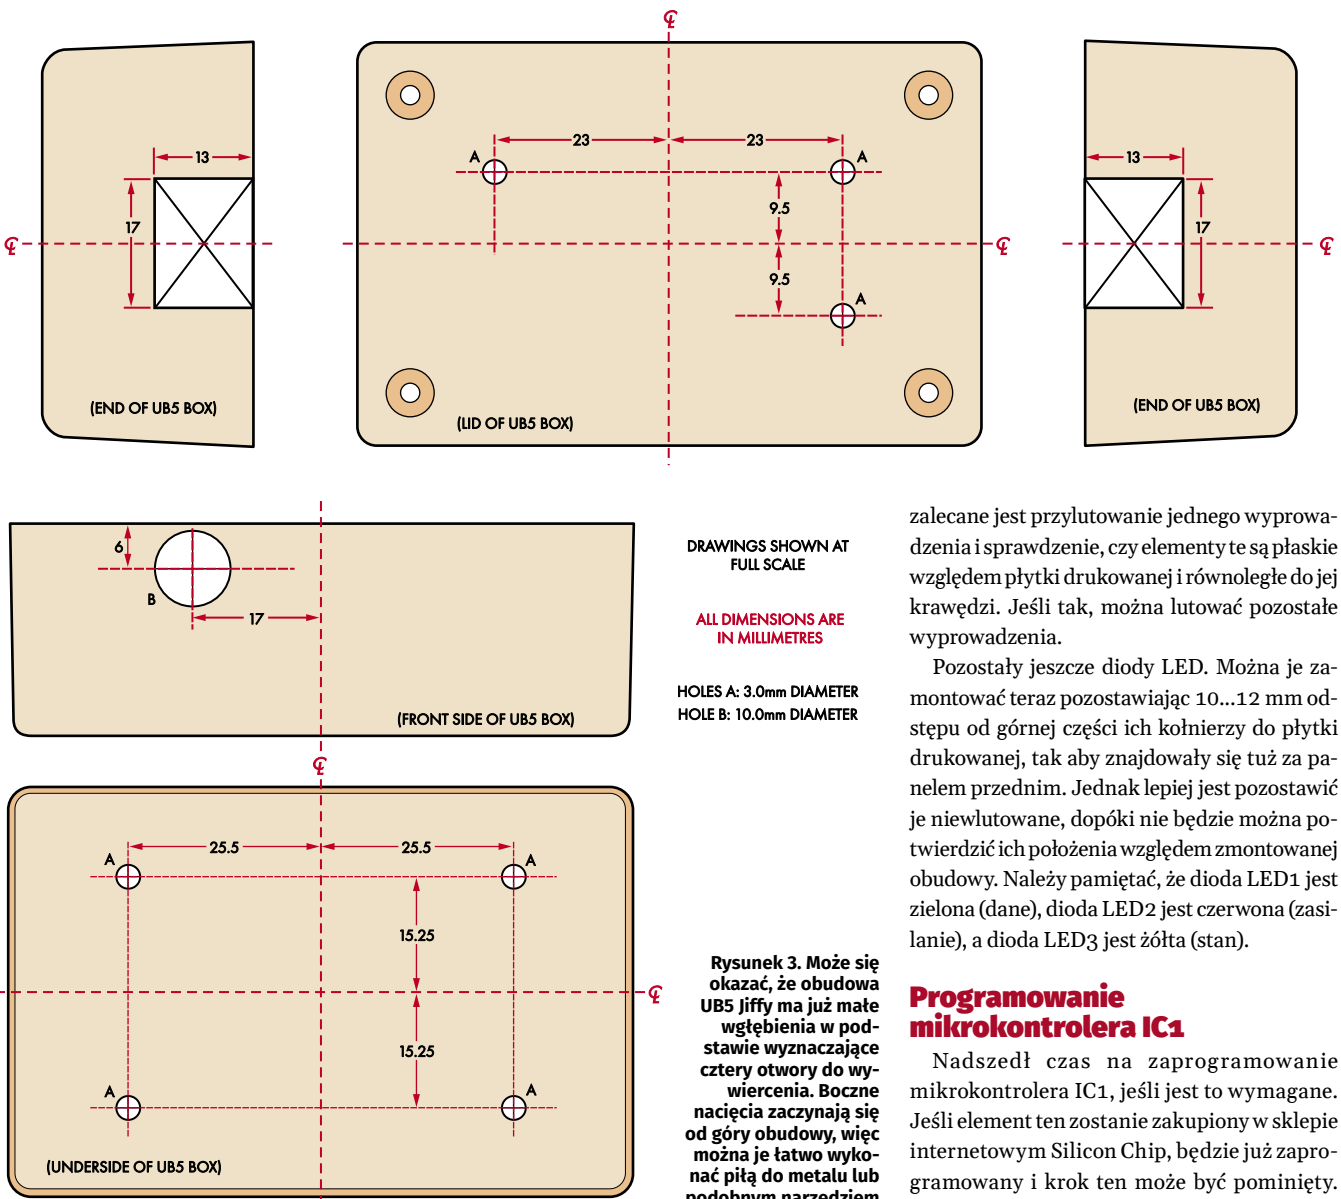 ℄
13
17
℄
(END OF UB5 BOX)
23
23
A
A
9.5
9.5
A
℄
(LID OF UB5 BOX)
13
17
℄
(END OF UB5 BOX)
6
B
17
(FRONT SIDE OF UB5 BOX)
DRAWINGS SHOWN AT
FULL SCALE
ALL DIMENSIONS ARE
IN MILLIMETRES
HOLES A: 3.0mm DIAMETER
HOLE B: 10.0mm DIAMETER
℄
25.5
25.5
A
A
15.25
℄
15.25
A
A
(UNDERSIDE OF UB5 BOX)
Rysunek 3. Może się
okazać, że obudowa
UB5 Jiffy ma już małe
wgłębienia w pod-
stawie wyznaczające
cztery otwory do wy-
wiercenia. Boczne
nacięcia zaczynają się
od góry obudowy, więc
można je łatwo wyko-
nać piłą do metalu lub
podobnym narzędziem
zalecane jest przylutowanie jednego wyprowa-
dzenia i sprawdzenie, czy elementy te są płaskie
względem płytki drukowanej i równoległe do jej
krawędzi. Jeśli tak, można lutować pozostałe
wyprowadzenia.
Pozostały jeszcze diody LED. Można je za-
montować teraz pozostawiając 10...12 mm od-
stępu od górnej części ich kołnierzy do płytki
drukowanej, tak aby znajdowały się tuż za pa-
nelem przednim. Jednak lepiej jest pozostawić
je niewlutowane, dopóki nie będzie można po-
twierdzić ich położenia względem zmontowanej
obudowy. Należy pamiętać, że dioda LED1 jest
zielona (dane), dioda LED2 jest czerwona (zasi-
lanie), a dioda LED3 jest żółta (stan).
Programowanie
mikrokontrolera IC1
Nadszedł czas na zaprogramowanie
mikrokontrolera IC1, jeśli jest to wymagane.
Jeśli element ten zostanie zakupiony w sklepie
internetowym Silicon Chip, będzie już zapro-
gramowany i krok ten może być pominięty.